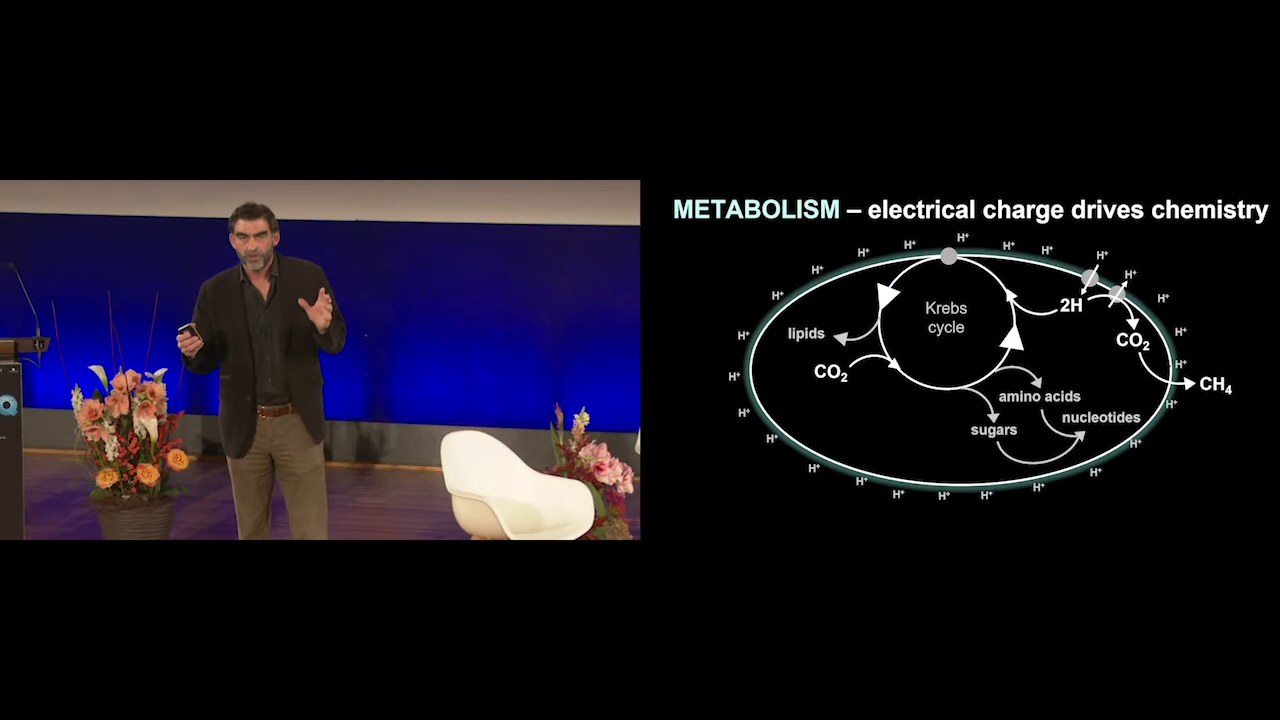 METABOLISM – electrical charge drives chemistry
H⁺
H⁺
H⁺
H⁺
H⁺
H⁺
H⁺
H⁺
H⁺
H⁺
H⁺
2H
Krebs
cycle
lipids
H⁺
H⁺
CO₂
H⁺
CO₂
H⁺
CH₄
amino acids
H⁺
H⁺
nucleotides
sugars
H⁺
H⁺
H⁺
H⁺
H⁺
H⁺
H⁺
H⁺
H⁺